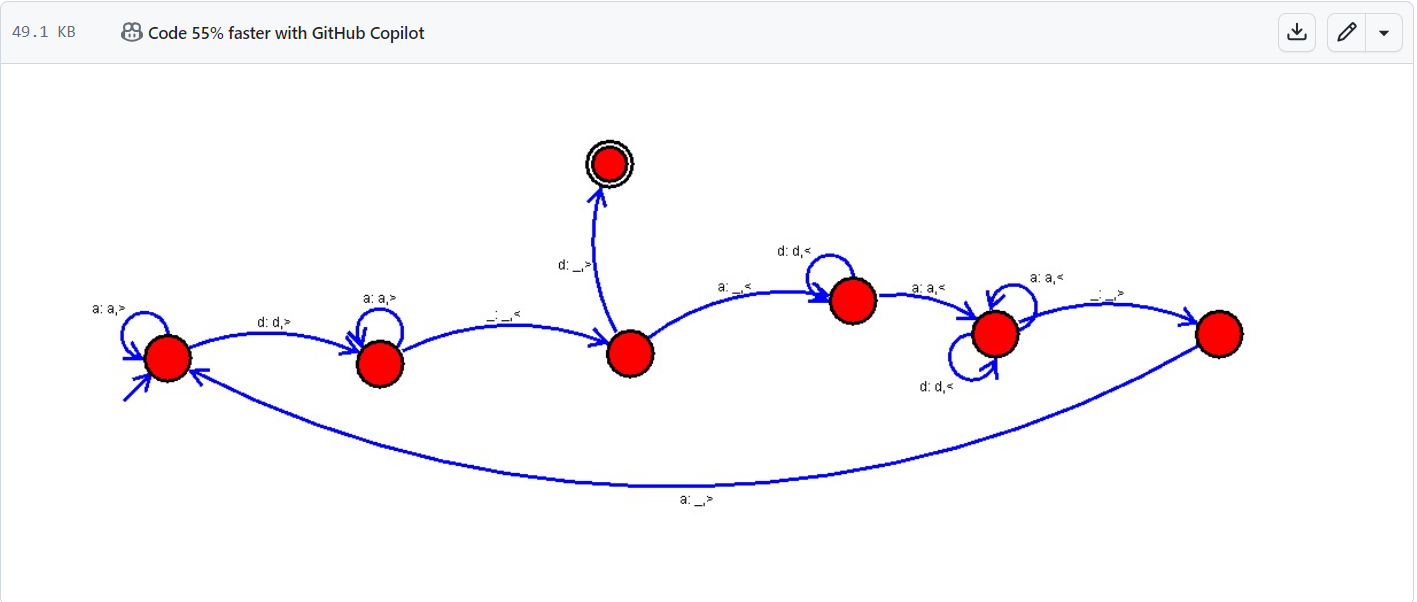 49.1 KB Code 55% faster with GitHub Copilot
d: _,>
d: d,<
a: a,<
a: _,<
a: a,<
_: _,>
a: a,>
a: a,>
d: d,>
_: _,<
d: d,<
a: _,>